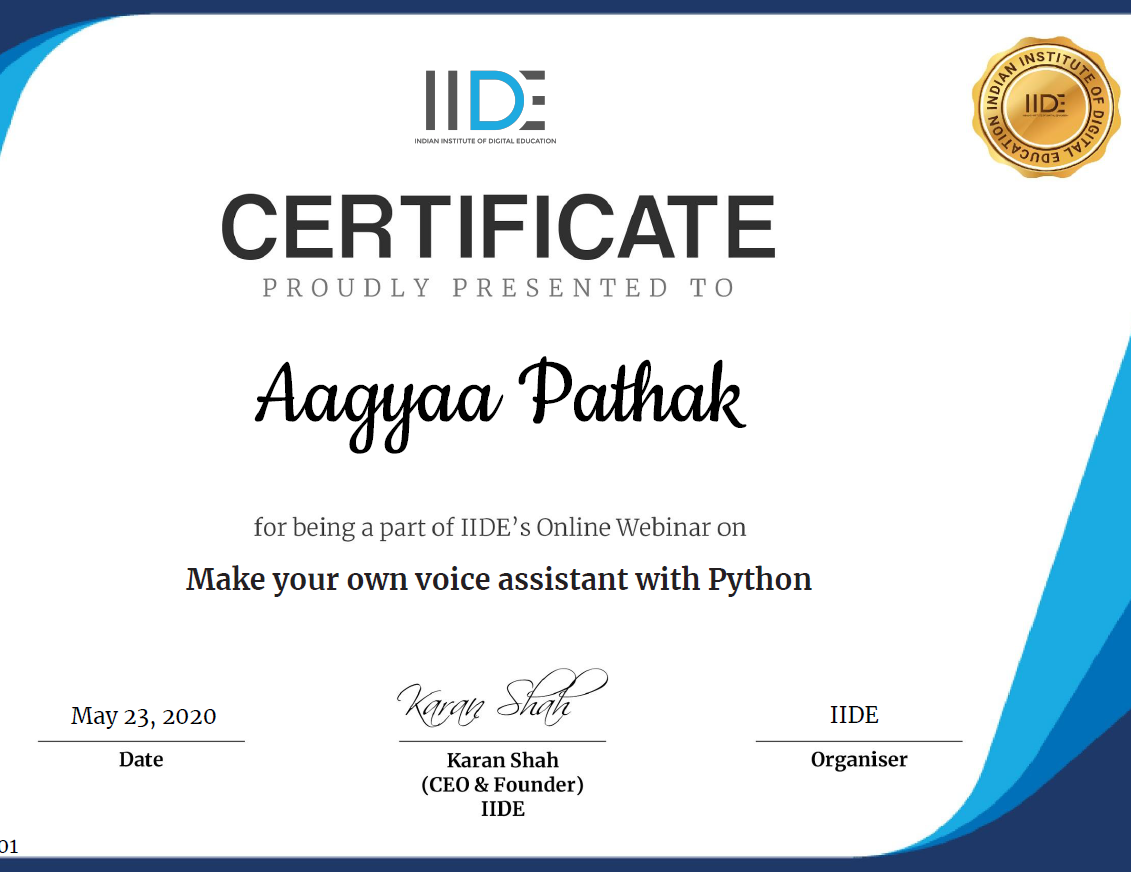 IIDE
INDIAN INSTITUTE OF DIGITAL EDUCATION
INDIAN INSTITUTE OF DIGITAL EDUCATION
IIDE
CERTIFICATE
PROUDLY PRESENTED TO
Aagyaa Pathak
for being a part of IIDE’s Online Webinar on
Make your own voice assistant with Python
May 23, 2020
Date
Karan Shah
Karan Shah
(CEO & Founder)
IIDE
IIDE
Organiser
01